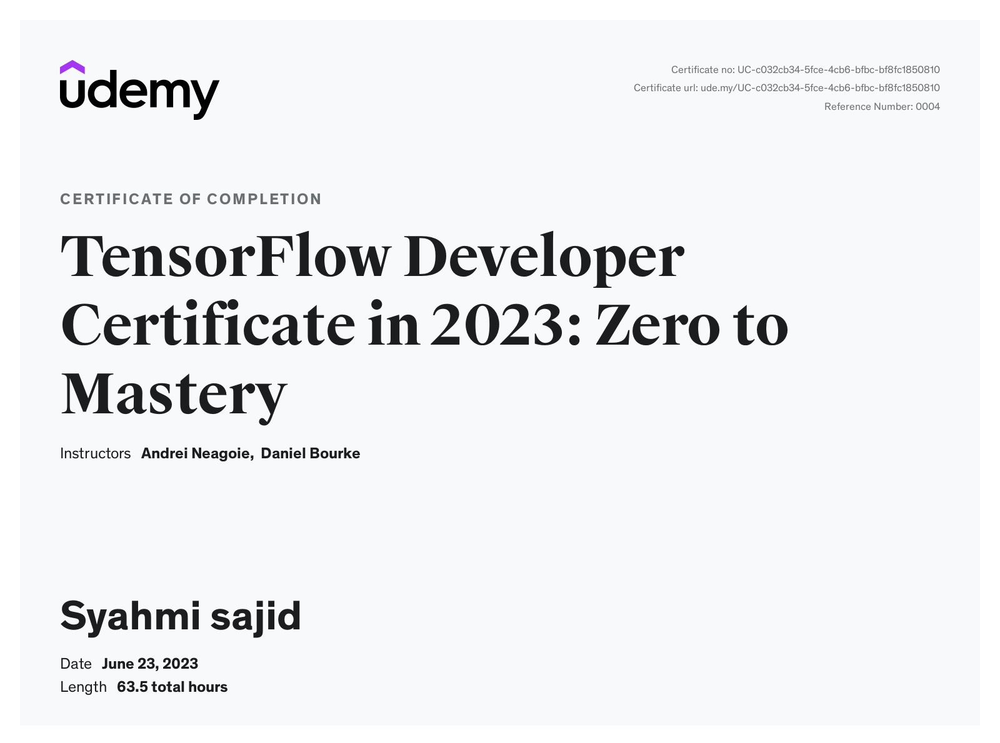 udemy
Certificate no: UC-c032cb34-5fce-4cb6-bfbc-bf8fc1850810
Certificate url: ude.my/UC-c032cb34-5fce-4cb6-bfbc-bf8fc1850810
Reference Number: 0004
CERTIFICATE OF COMPLETION
TensorFlow Developer
Certificate in 2023: Zero to
Mastery
Instructors Andrei Neagoie, Daniel Bourke
Syahmi sajid
Date June 23, 2023
Length 63.5 total hours